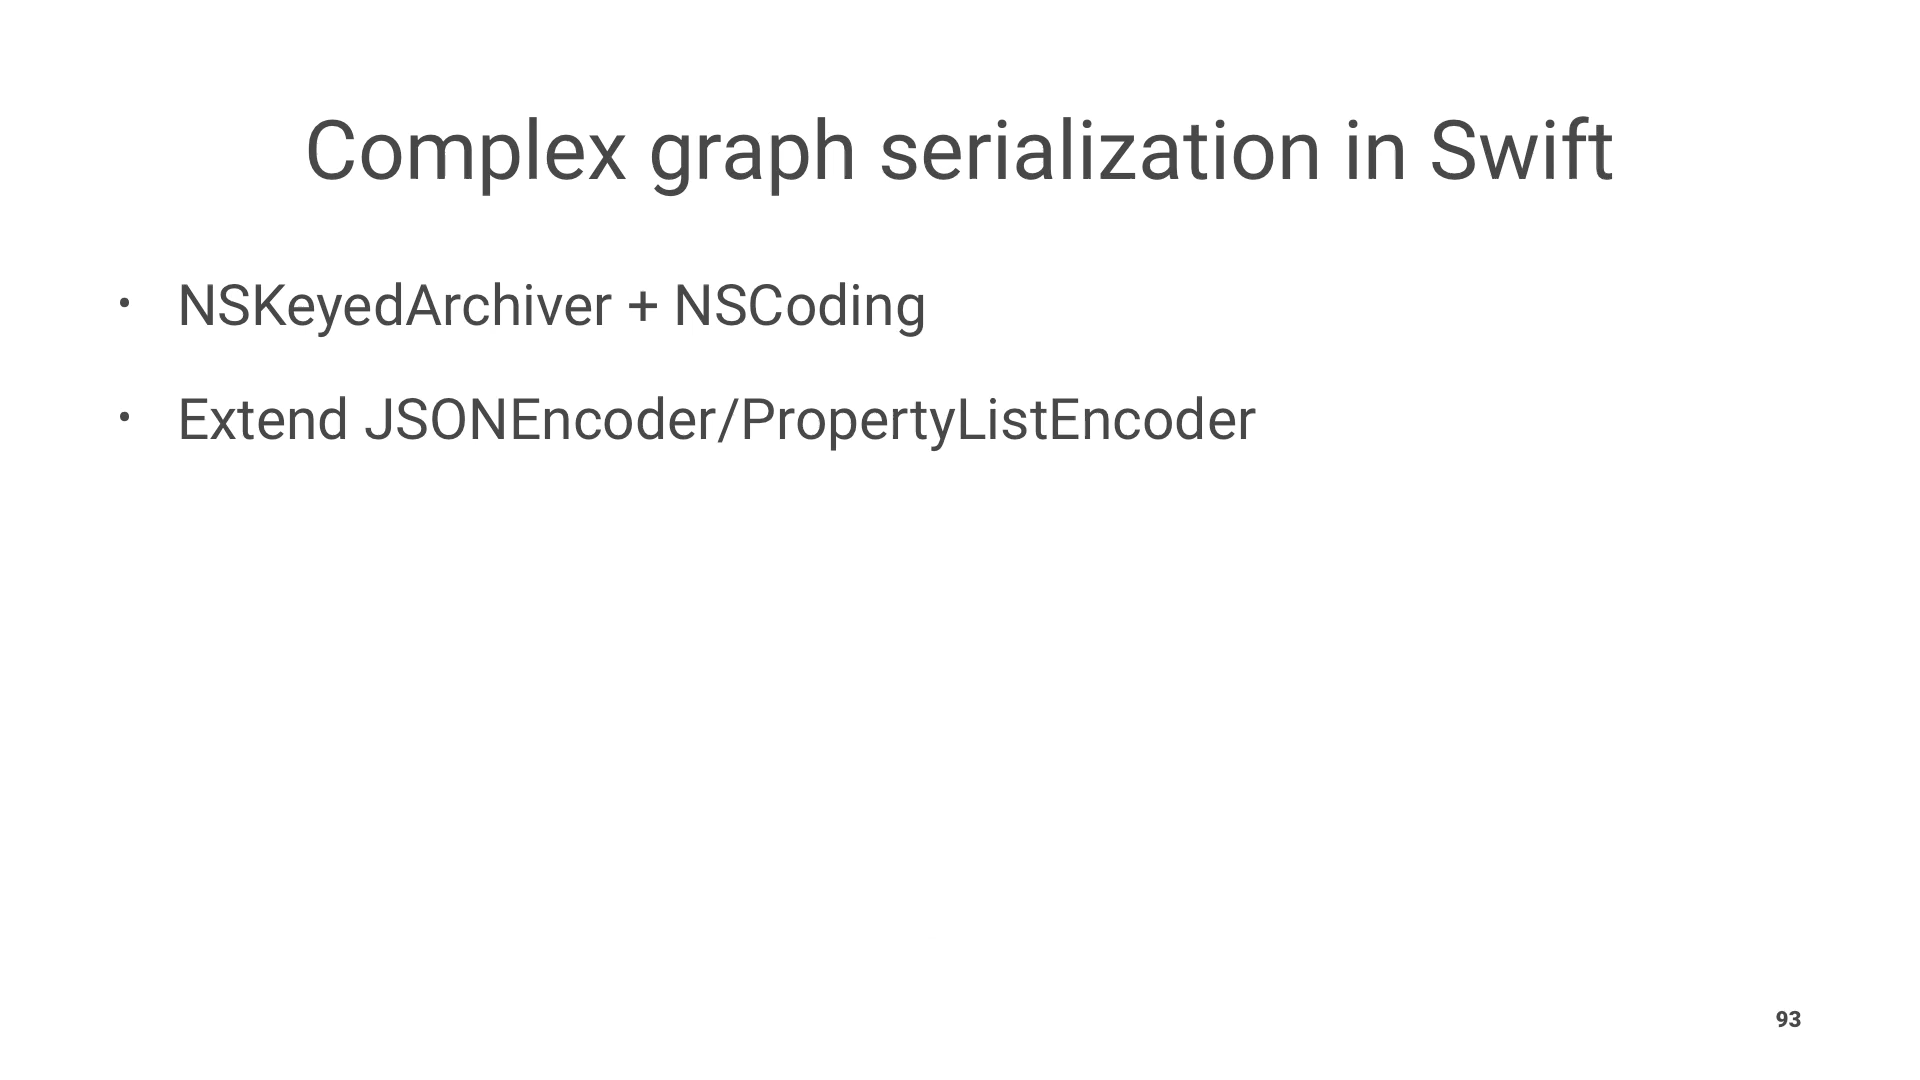 Complex graph serialization in Swift
• NSKeyedArchiver + NSCoding
• Extend JSONEncoder/PropertyListEncoder
93